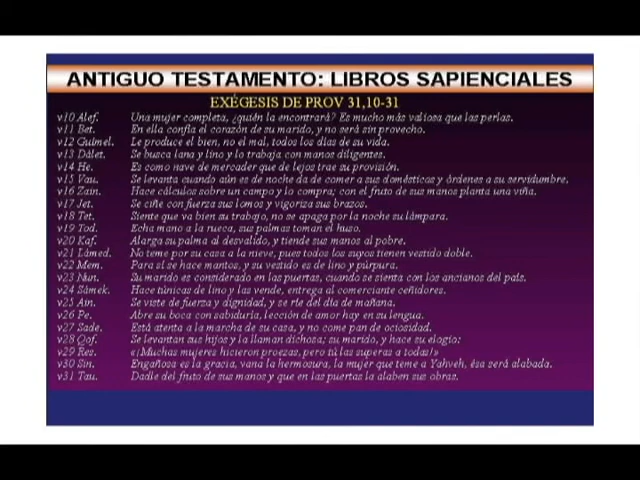 ANTIGUO TESTAMENTO: LIBROS SAPIENCIALES
EXÉGESIS DE PROV 31,10-31
v10 Alef. Una mujer completa, ¿quién la encontrará? Es mucho más valiosa que las perlas.
v11 Bet. En ella confía el corazón de su marido, y no será sin provecho.
v12 Guimel. Le produce el bien, no el mal, todos los días de su vida.
v13 Dálet. Se busca lana y lino y lo trabaja con manos diligentes.
v14 He. Es como nave de mercader que de lejos trae su provisión.
v15 Vau. Se levanta cuando aún es de noche da de comer a sus domésticos y órdenes a su servidumbre.
v16 Zain. Hace cálculos sobre un campo y lo compra; con el fruto de sus manos planta una viña.
v17 Jet. Se ciñe con fuerza sus lomos y vigoriza sus brazos.
v18 Tet. Siente que va bien su trabajo, no se apaga por la noche su lámpara.
v19 Tod. Echa mano a la rueca, sus palmas toman el huso.
v20 Kaf. Alarga su palma al desvalido, y tiende sus manos al pobre.
v21 Lámed. No teme por su casa a la nieve, pues todos los suyos tienen vestido doble.
v22 Mem. Para sí se hace mantos, y su vestido es de lino y púrpura.
v23 Nun. Su marido es considerado en las puertas, cuando se sienta con los ancianos del país.
v24 Sámek. Hace túnicas de lino y las vende, entrega al comerciante ceñidores.
v25 Ain. Se viste de fuerza y dignidad, y se ríe del día de mañana.
v26 Pe. Abre su boca con sabiduría, lección de amor hay en su lengua.
v27 Sade. Está atenta a la marcha de su casa, y no come pan de ociosidad.
v28 Qof. Se levantan sus hijos y la llaman dichosa; su marido, y hace su elogio:
v29 Res. «¡Muchas mujeres hicieron proezas, pero tú las superas a todas!»
v30 Sin. Engañosa es la gracia, vana la hermosura, la mujer que teme a Yahveh, ésa será alabada.
v31 Tau. Dadle del fruto de sus manos y que en las puertas la alaben sus obras.